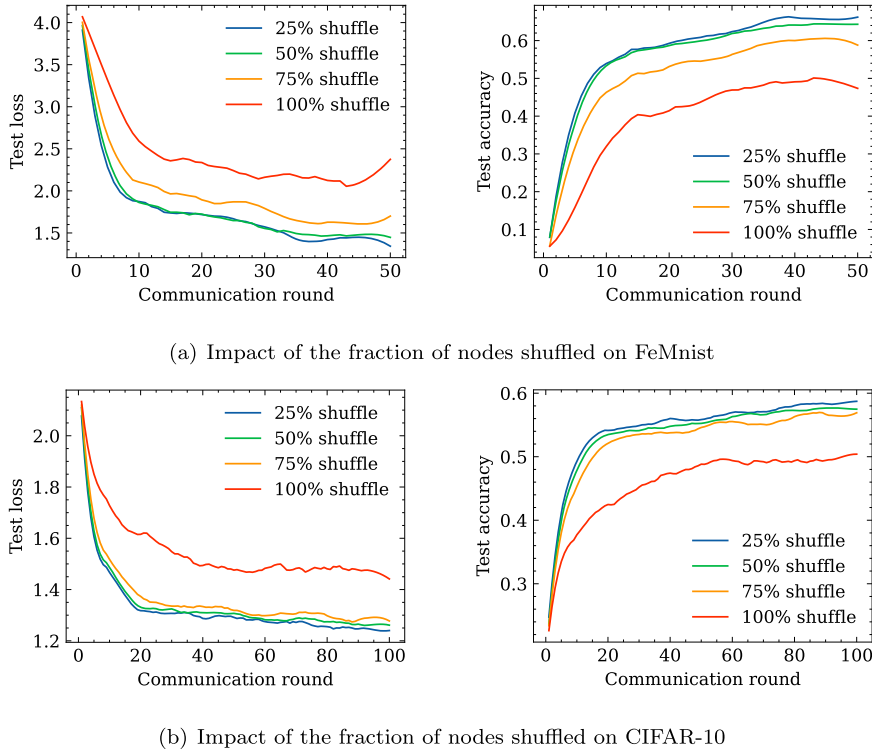 4.0
3.5
3.0
2.5
2.0
1.5
Test loss
25% shuffle
50% shuffle
75% shuffle
100% shuffle
0 10 20 30 40 50
Communication round
0.6
0.5
0.4
0.3
0.2
0.1
Test accuracy
25% shuffle
50% shuffle
75% shuffle
100% shuffle
0 10 20 30 40 50
Communication round
(a) Impact of the fraction of nodes shuffled on FeMnist
2.0
1.8
1.6
1.4
1.2
Test loss
25% shuffle
50% shuffle
75% shuffle
100% shuffle
0 20 40 60 80 100
Communication round
0.6
0.5
0.4
0.3
Test accuracy
25% shuffle
50% shuffle
75% shuffle
100% shuffle
0 20 40 60 80 100
Communication round
(b) Impact of the fraction of nodes shuffled on CIFAR-10